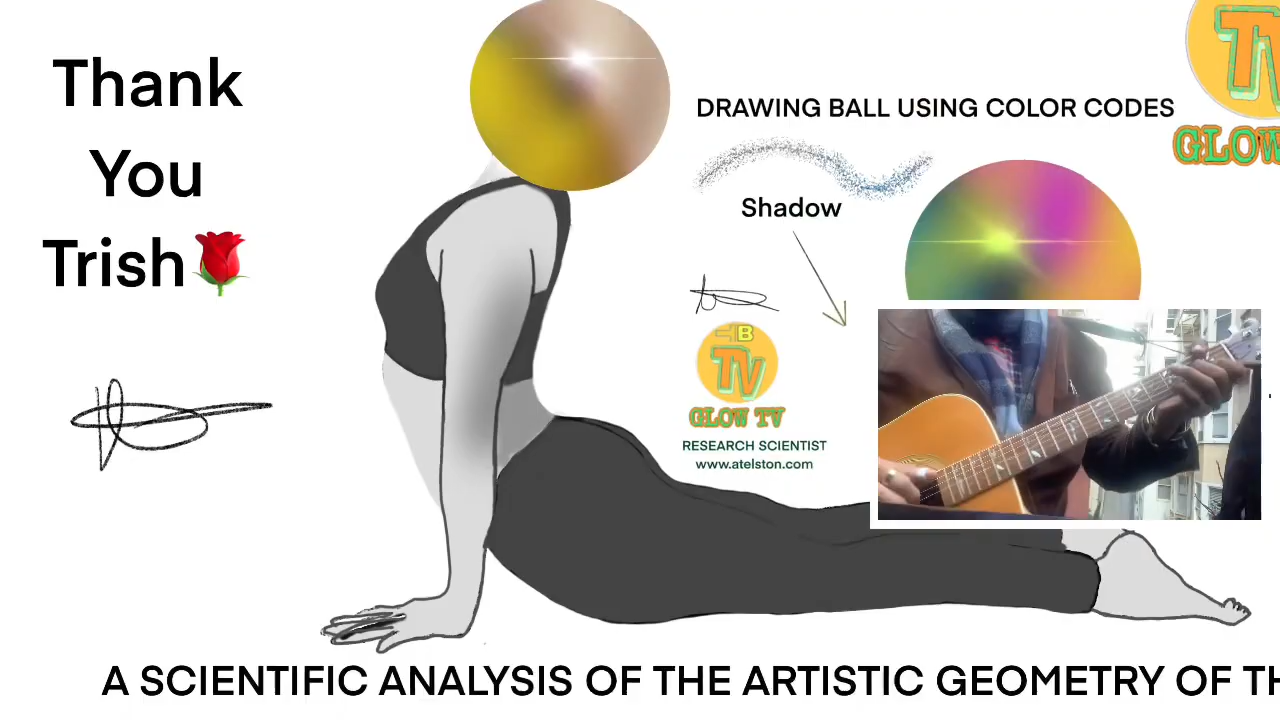 Thank
You
Trish
DRAWING BALL USING COLOR CODES
Shadow
TV
GLOW
B
TV
GLOW TV
RESEARCH SCIENTIST
www.atelston.com
A SCIENTIFIC ANALYSIS OF THE ARTISTIC GEOMETRY OF TH